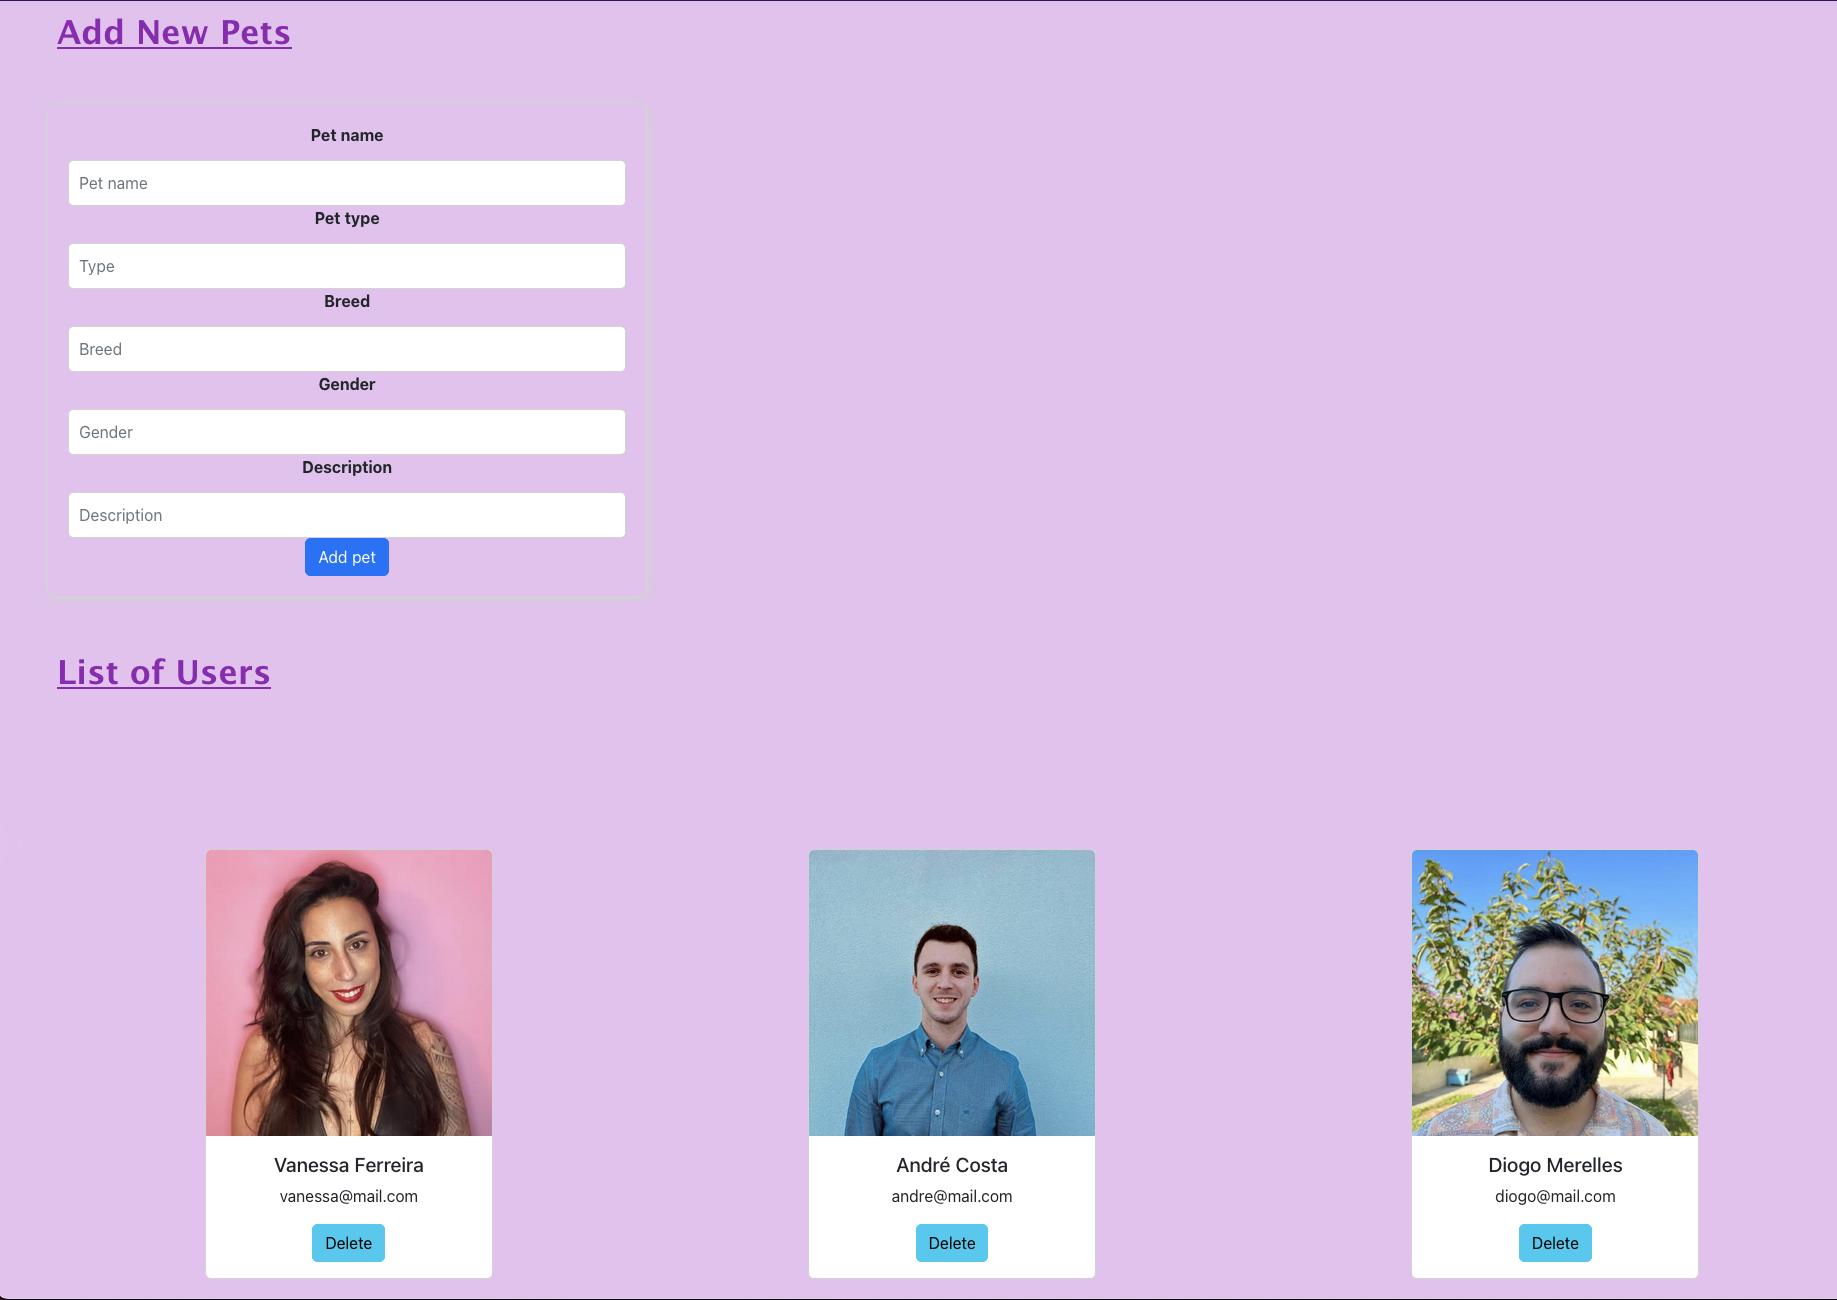 Add New Pets
Pet name
Pet name
Pet type
Type
Breed
Breed
Gender
Gender
Description
Description
Add pet
List of Users
Vanessa Ferreira
vanessa@mail.com
Delete
André Costa
andre@mail.com
Delete
Diogo Merelles
diogo@mail.com
Delete